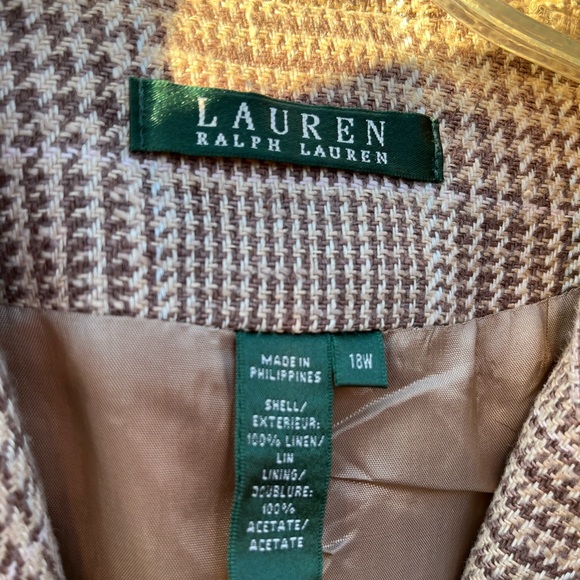 LAUREN
RALPH LAUREN
MADE IN
PHILIPPINES
18W
SHELL/
EXTERIEUR:
100% LINEN/
LIN
LINING/
DOUBLURE:
100%
ACETATE/
ACETATE